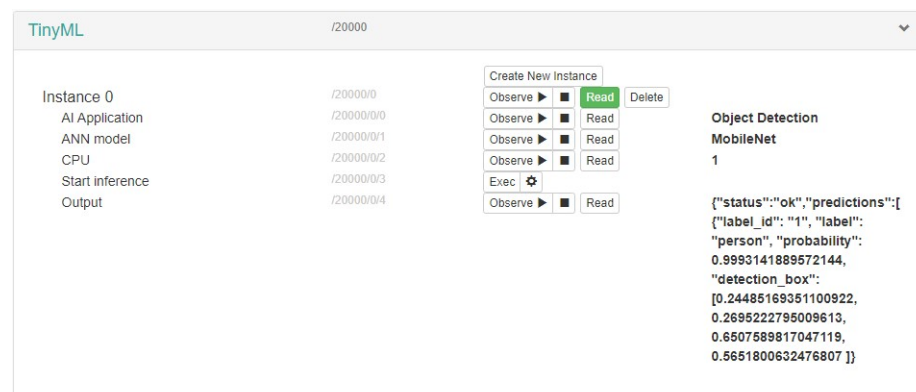 TinyML /20000
Create New Instance
Instance 0 /20000/0 Observe ▶ ■ Read Delete
AI Application /20000/0/0 Observe ▶ ■ Read Object Detection
ANN model /20000/0/1 Observe ▶ ■ Read MobileNet
CPU /20000/0/2 Observe ▶ ■ Read 1
Start inference /20000/0/3 Exec ⚙
Output /20000/0/4 Observe ▶ ■ Read {"status":"ok","predictions":[
{"label_id": "1", "label":
"person", "probability":
0.9993141889572144,
"detection_box":
[0.24485169351100922,
0.2695222795009613,
0.6507589817047119,
0.5651800632476807 ]}